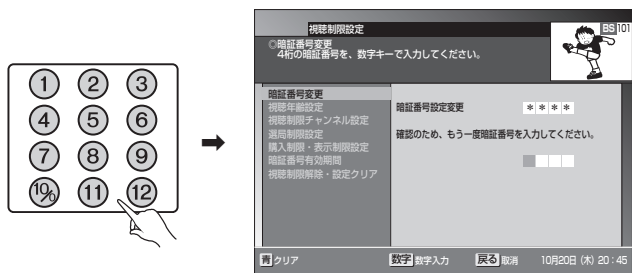 1 2 3
4 5 6
7 8 9
10/0 11 12
視聴制限設定
BS 101
◎暗証番号変更
4桁の暗証番号を、数字キーで入力してください。
暗証番号変更
視聴年齢設定
視聴制限チャンネル設定
選局制限設定
購入制限・表示制限設定
暗証番号有効期間
視聴制限解除・設定クリア
暗証番号設定変更 ＊＊＊＊
確認のため、もう一度暗証番号を入力してください。
青 クリア 数字 数字入力 戻る 取消 10月20日 (木) 20：45